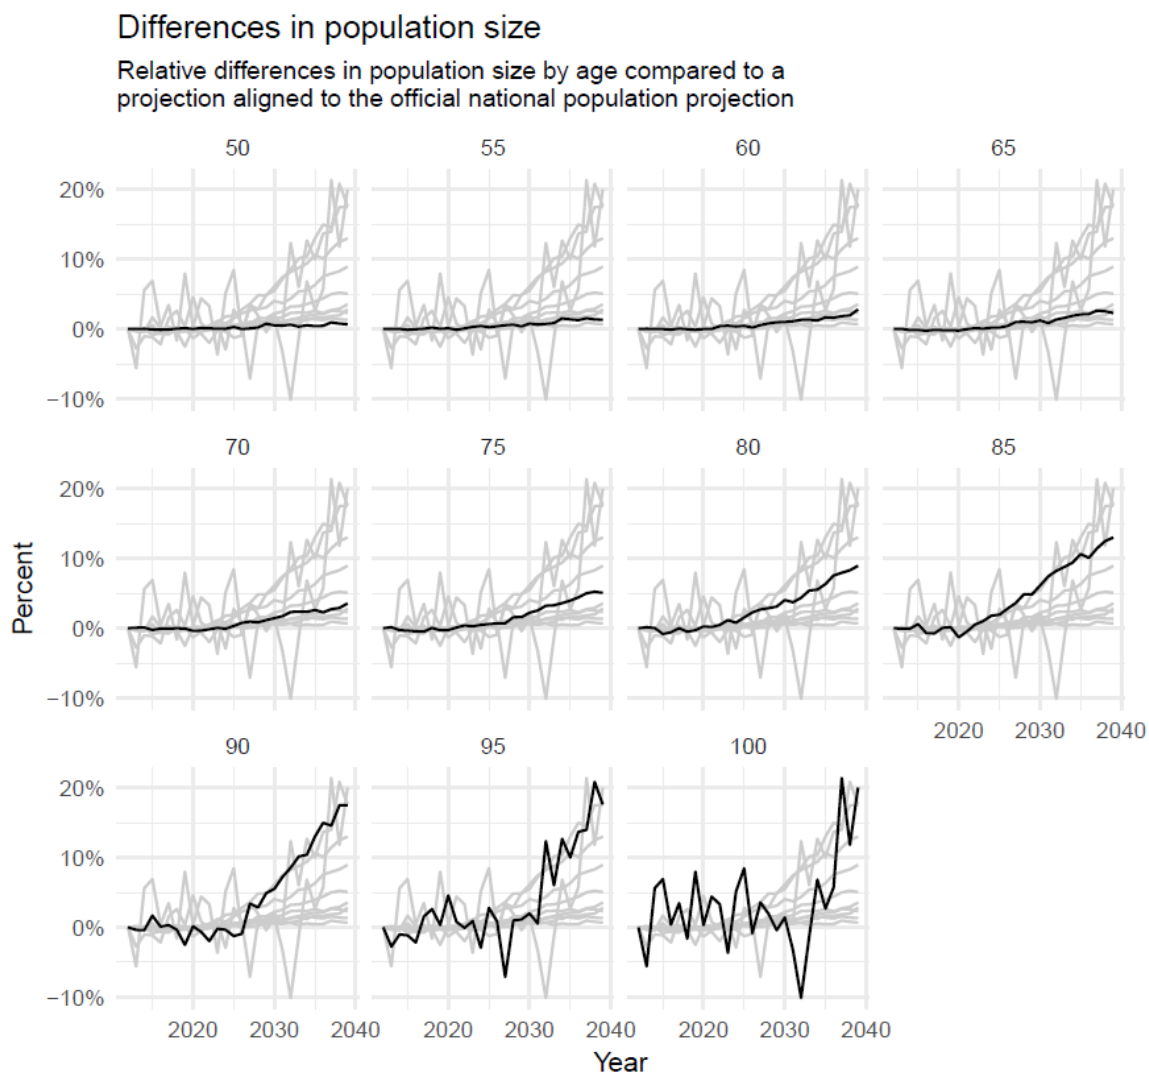 Differences in population size
Relative differences in population size by age compared to a
projection aligned to the official national population projection
50 55 60 65
20%
10%
0%
−10%
70 75 80 85
20%
10%
0%
−10%
2020 2030 2040
90 95 100
20%
10%
0%
−10%
2020 2030 2040 2020 2030 2040 2020 2030 2040
Percent
Year